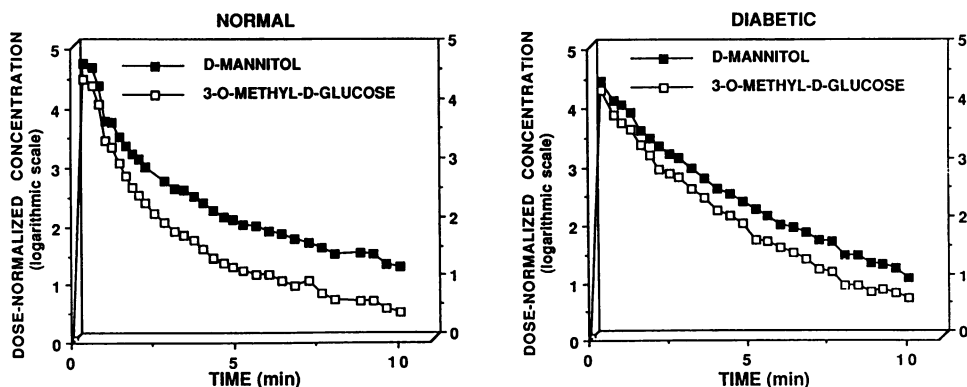 NORMAL
DOSE-NORMALIZED CONCENTRATION
(logarithmic scale)
5
4
3
2
1
0
D-MANNITOL
3-O-METHYL-D-GLUCOSE
5
4
3
2
1
0
0
5
10
TIME (min)
DIABETIC
DOSE-NORMALIZED CONCENTRATION
(logarithmic scale)
5
4
3
2
1
0
D-MANNITOL
3-O-METHYL-D-GLUCOSE
5
4
3
2
1
0
0
5
10
TIME (min)